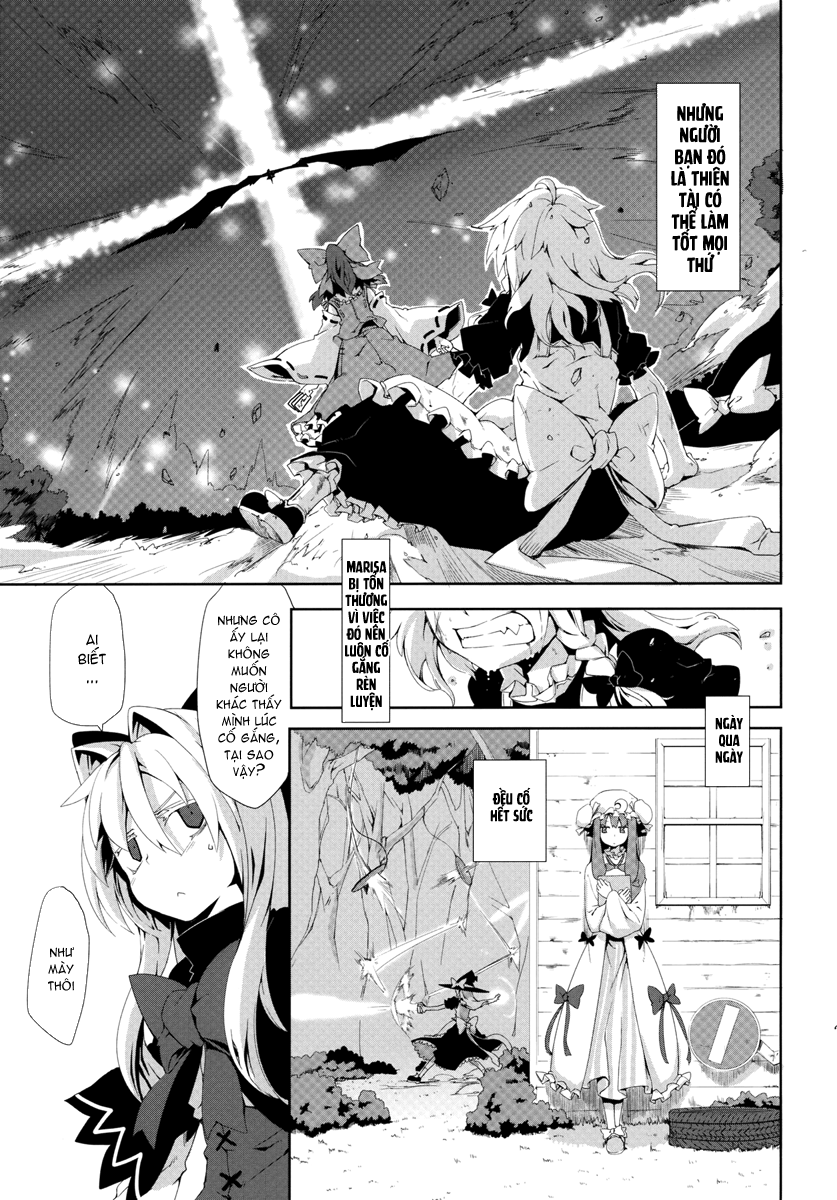 NHƯNG
NGƯỜI
BẠN ĐÓ
LÀ THIÊN
TÀI CÓ
THỂ LÀM
TỐT MỌI
THỨ
MARISA
BỊ TỔN
THƯƠNG
VÌ VIỆC
ĐÓ NÊN
LUÔN CỐ
GẮNG
RÈN
LUYỆN
NGÀY
QUA
NGÀY
ĐỀU CỐ
HẾT SỨC
NHƯNG CÔ
ẤY LẠI
KHÔNG
MUỐN
NGƯỜI
KHÁC THẤY
MÌNH LÚC
CỐ GẮNG,
TẠI SAO
VẬY?
AI
BIẾT
...
NHƯ
MÀY
THÔI